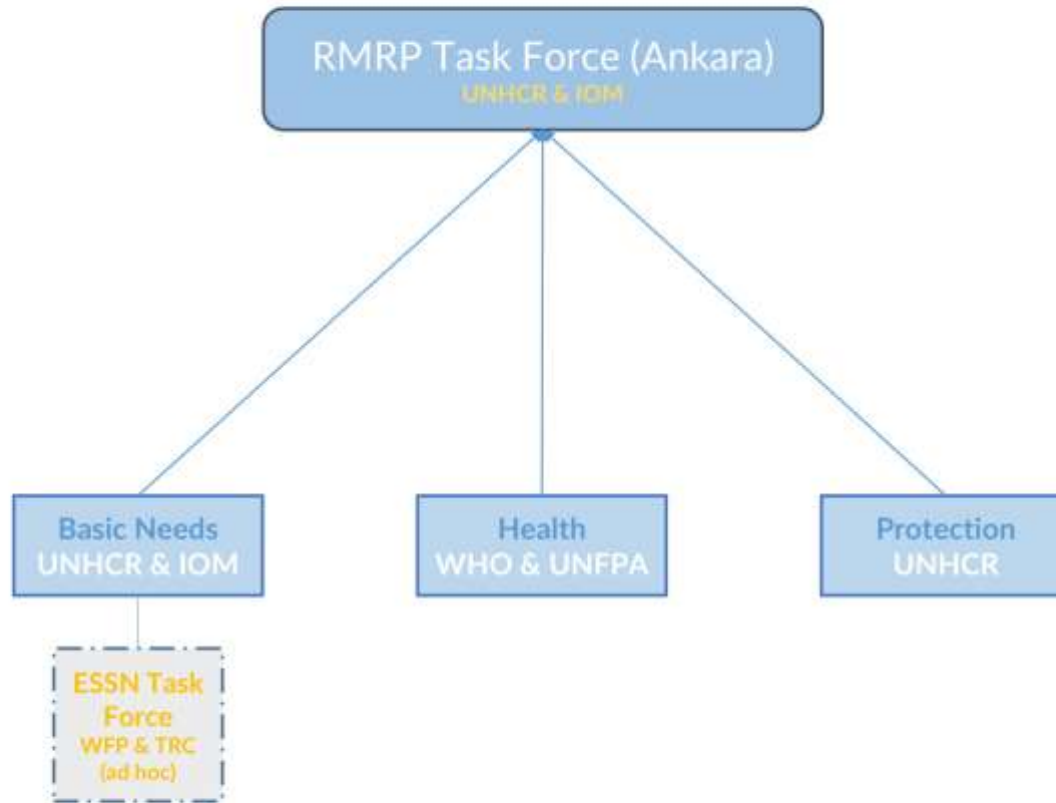 RMRP Task Force (Ankara)
UNHCR & IOM
Basic Needs
UNHCR & IOM
Health
WHO & UNFPA
Protection
UNHCR
ESSN Task
Force
WFP & TRC
(ad hoc)